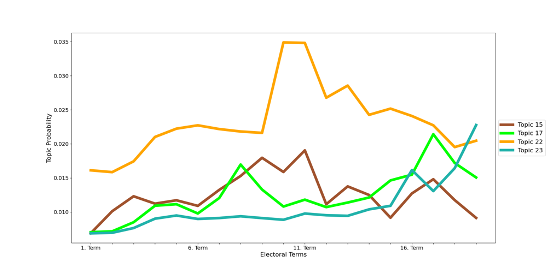 0.035
0.030
0.025
0.020
0.015
0.010
Topic Probability
1. Term
6. Term
11. Term
16. Term
Electoral Terms
Topic 15
Topic 17
Topic 22
Topic 23